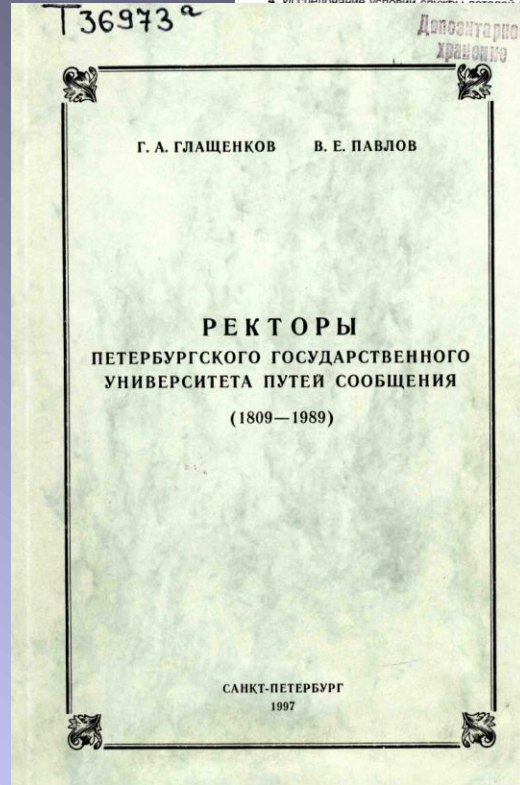 Т36973а
Депозитарное
хранение
Г. А. ГЛАЩЕНКОВ В. Е. ПАВЛОВ
РЕКТОРЫ
ПЕТЕРБУРГСКОГО ГОСУДАРСТВЕННОГО
УНИВЕРСИТЕТА ПУТЕЙ СООБЩЕНИЯ
(1809—1989)
САНКТ-ПЕТЕРБУРГ
1997